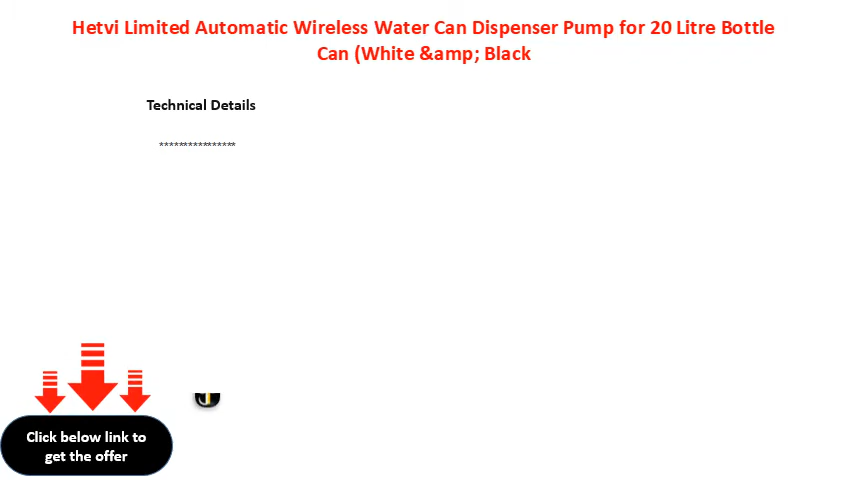 Hetvi Limited Automatic Wireless Water Can Dispenser Pump for 20 Litre Bottle
Can (White &amp; Black
Technical Details
****************
Click below link to
get the offer